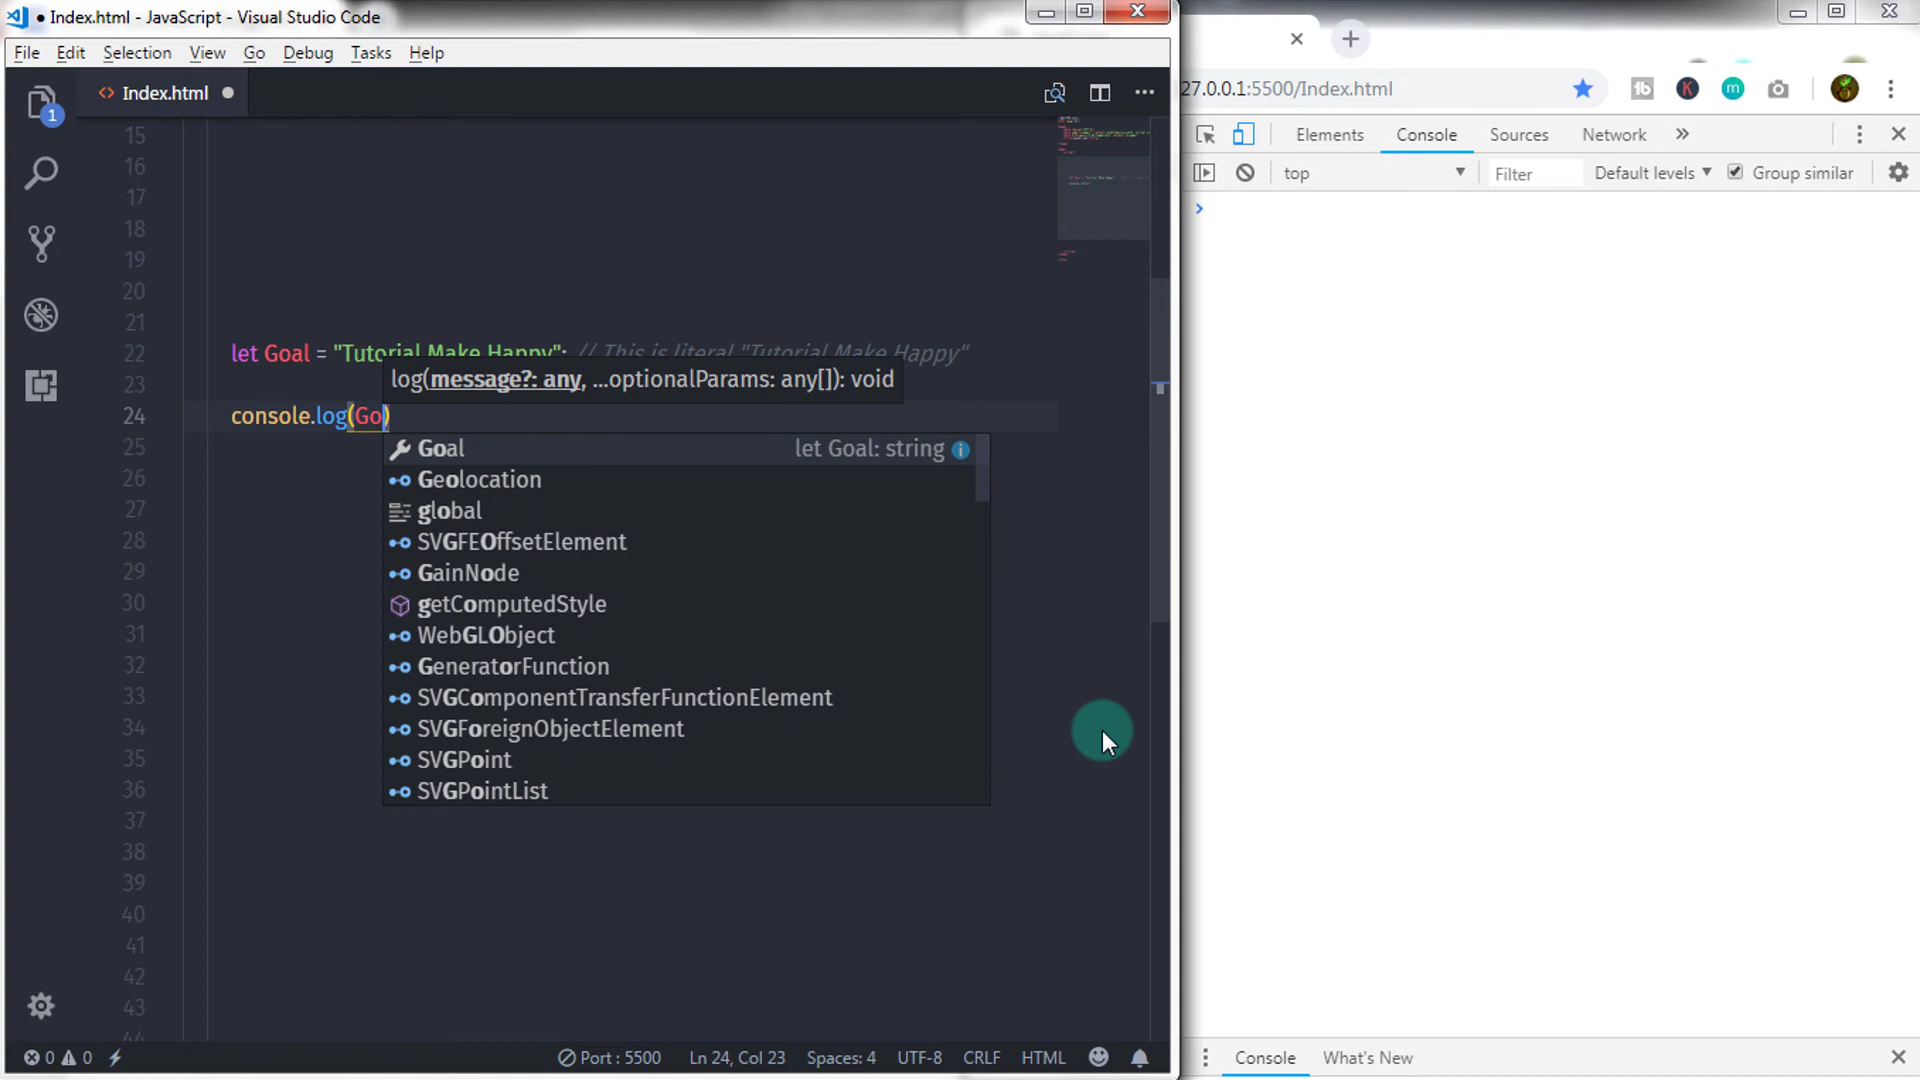 Index.html - JavaScript - Visual Studio Code
File Edit Selection View Go Debug Tasks Help
1
Index.html
15
16
17
18
19
20
21
22 let Goal = "Tutorial Make Happy"; // This is literal "Tutorial Make Happy"
23
log(message?: any, ...optionalParams: any[]): void
24 console.log(Go)
25
Goal let Goal: string
26
Geolocation
27
global
28
SVGFEOffsetElement
29
GainNode
30
getComputedStyle
31
WebGLObject
32
GeneratorFunction
33
SVGComponentTransferFunctionElement
34
SVGForeignObjectElement
35
SVGPoint
36
SVGPointList
37
38
39
40
41
42
43
0 0 Port : 5500 Ln 24, Col 23 Spaces: 4 UTF-8 CRLF HTML
27.0.0.1:5500/Index.html
tb K m
Elements Console Sources Network
top Filter Default levels Group similar
Console What's New